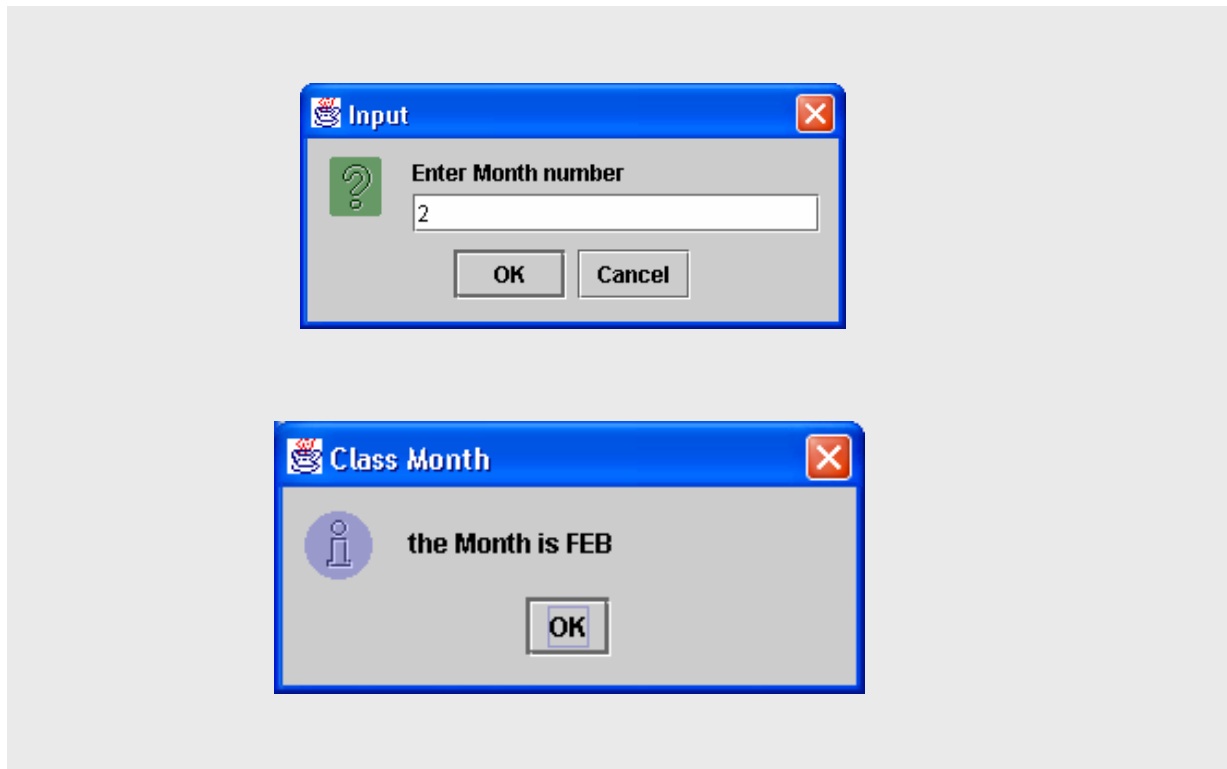 Input
Enter Month number
2
OK Cancel
Class Month
the Month is FEB
OK